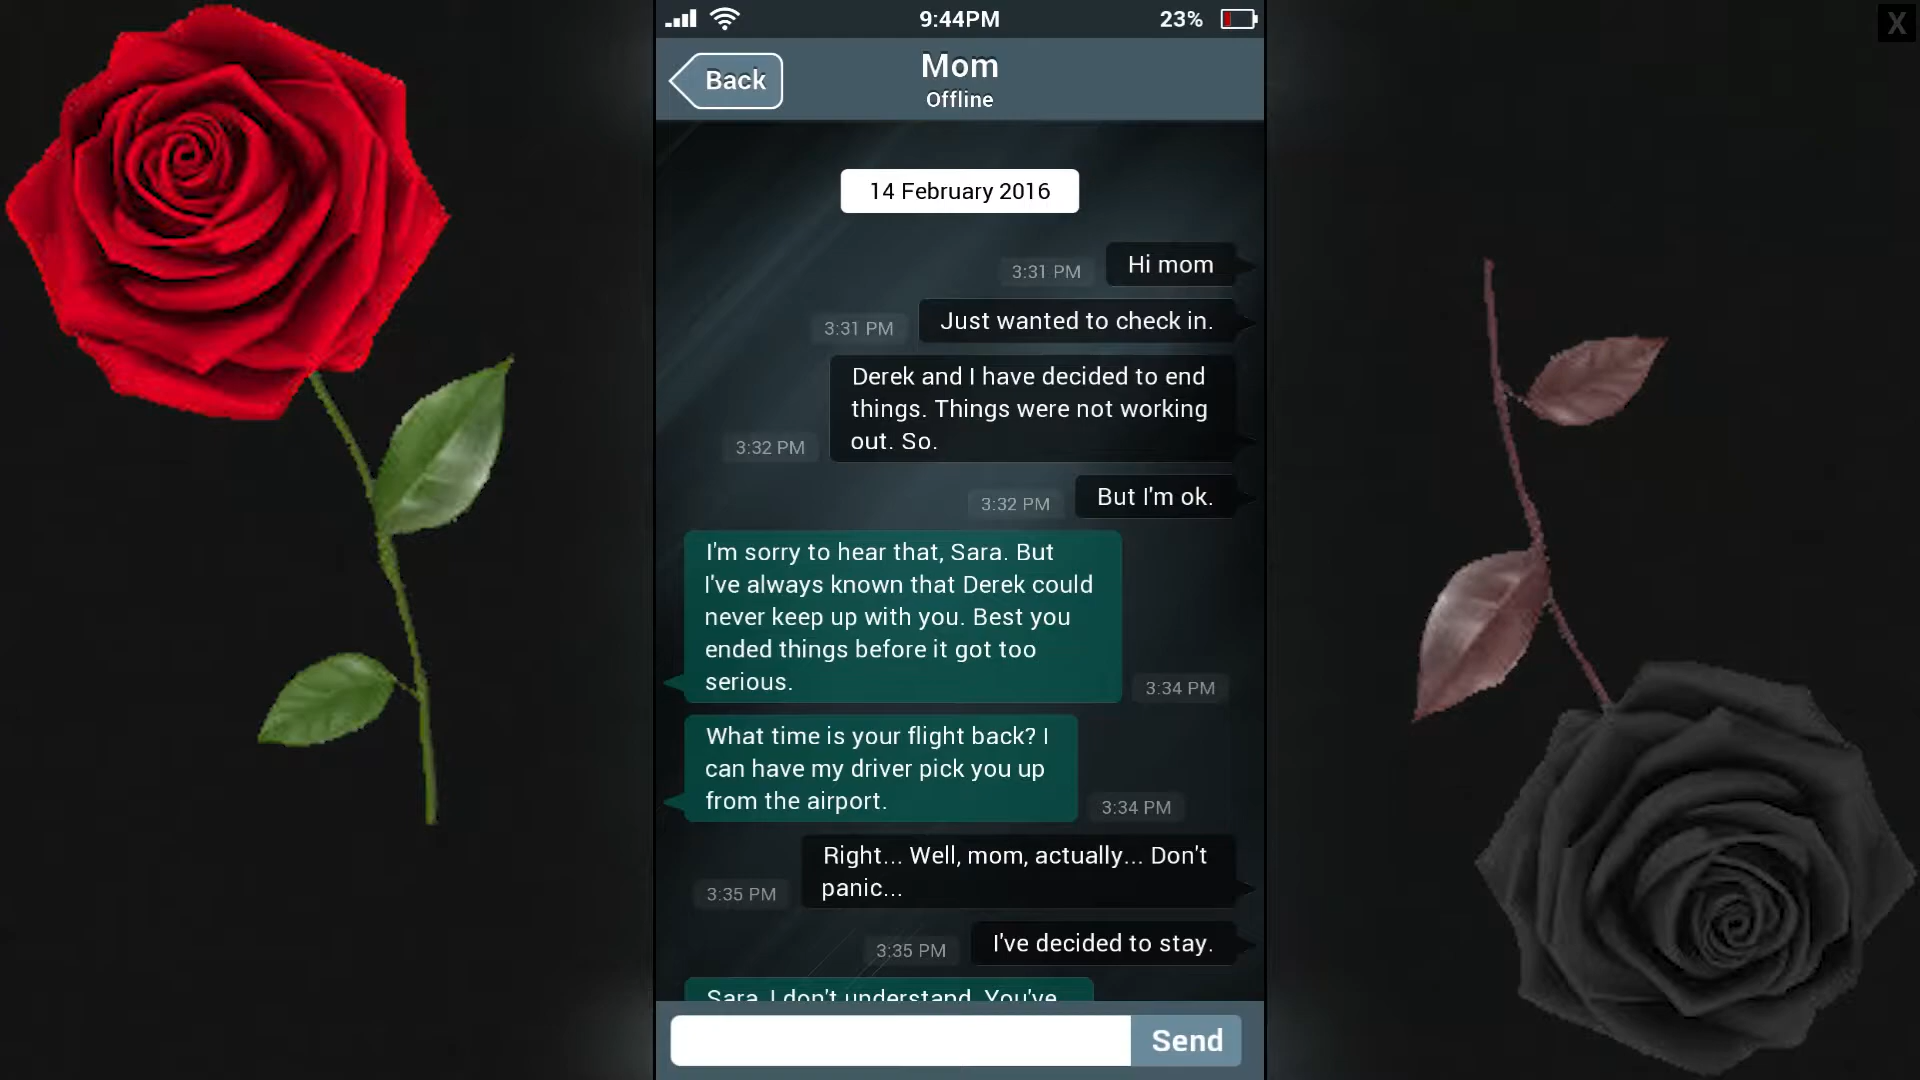 9:44PM
23%
X
Back
Mom
Offline
14 February 2016
Hi mom
3:31 PM
Just wanted to check in.
3:31 PM
Derek and I have decided to end
things. Things were not working
out. So.
3:32 PM
But I'm ok.
3:32 PM
I'm sorry to hear that, Sara. But
I've always known that Derek could
never keep up with you. Best you
ended things before it got too
serious.
3:34 PM
What time is your flight back? I
can have my driver pick you up
from the airport.
3:34 PM
Right... Well, mom, actually... Don't
panic...
3:35 PM
I've decided to stay.
3:35 PM
Sara, I don't understand. You've
Send